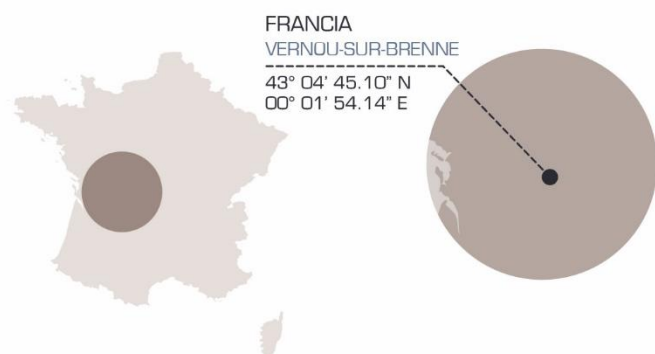 FRANCIA
VERNOU-SUR-BRENNE
43° 04' 45.10" N
00° 01' 54.14" E